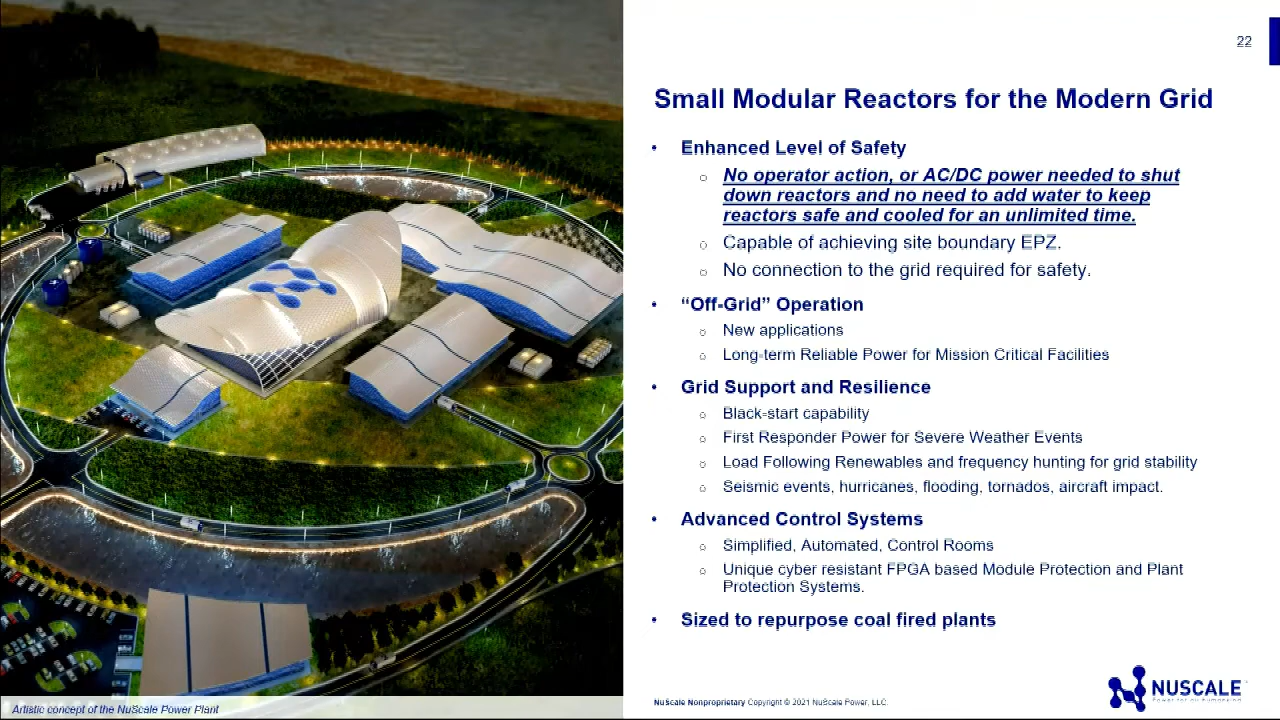 22
Small Modular Reactors for the Modern Grid
• Enhanced Level of Safety
○ No operator action, or AC/DC power needed to shut
down reactors and no need to add water to keep
reactors safe and cooled for an unlimited time.
○ Capable of achieving site boundary EPZ.
○ No connection to the grid required for safety.
• “Off-Grid” Operation
○ New applications
○ Long-term Reliable Power for Mission Critical Facilities
• Grid Support and Resilience
○ Black-start capability
○ First Responder Power for Severe Weather Events
○ Load Following Renewables and frequency hunting for grid stability
○ Seismic events, hurricanes, flooding, tornados, aircraft impact.
• Advanced Control Systems
○ Simplified, Automated, Control Rooms
○ Unique cyber resistant FPGA based Module Protection and Plant
Protection Systems.
• Sized to repurpose coal fired plants
NUSCALE
Power for all humankind
NuScale Nonproprietary Copyright © 2021 NuScale Power, LLC.
Artistic concept of the NuScale Power Plant